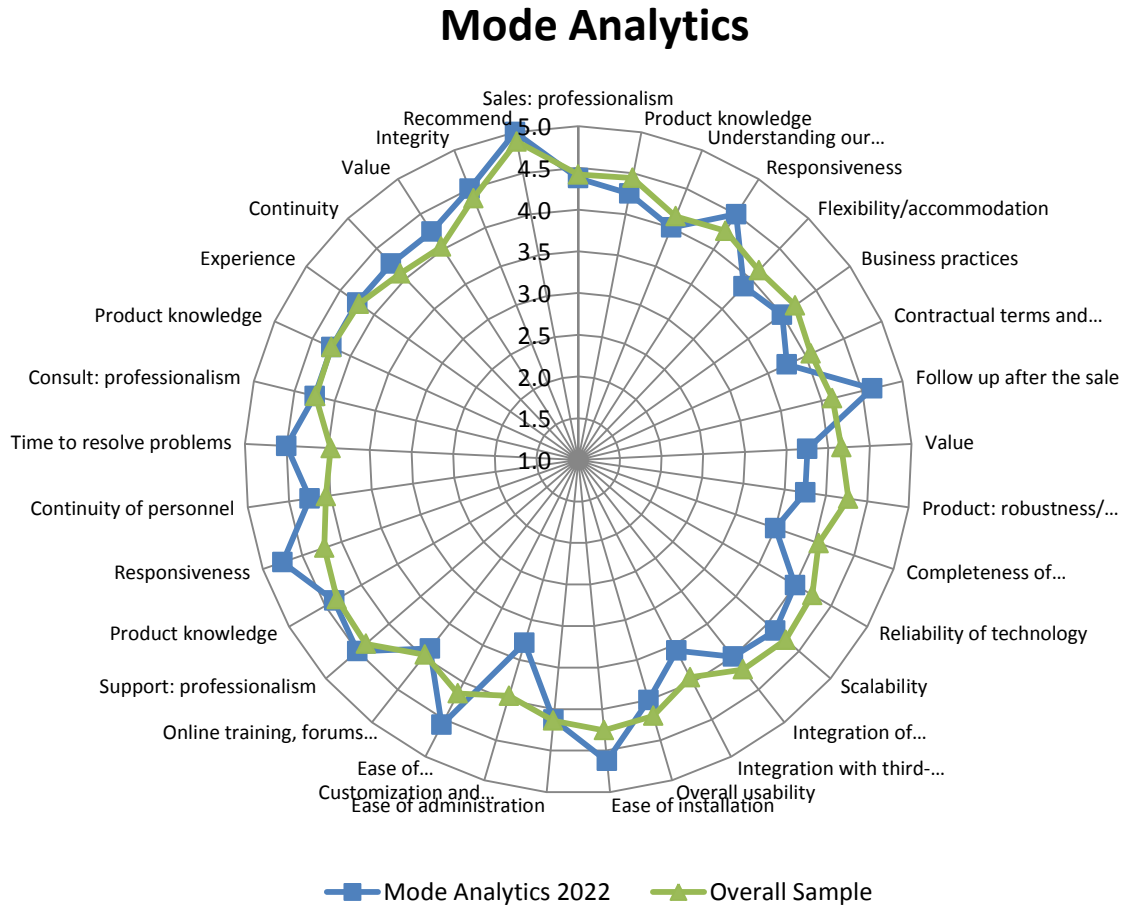 Mode Analytics
Sales: professionalism
Product knowledge
Understanding our...
Responsiveness
Flexibility/accommodation
Business practices
Contractual terms and...
Follow up after the sale
Value
Product: robustness/...
Completeness of...
Reliability of technology
Scalability
Integration of...
Integration with third-...
Overall usability
Ease of installation
Ease of administration
Customization and...
Ease of...
Online training, forums...
Support: professionalism
Product knowledge
Responsiveness
Continuity of personnel
Time to resolve problems
Consult: professionalism
Product knowledge
Experience
Continuity
Value
Integrity
Recommend
5.0
4.5
4.0
3.5
3.0
2.5
2.0
1.5
1.0
Mode Analytics 2022
Overall Sample